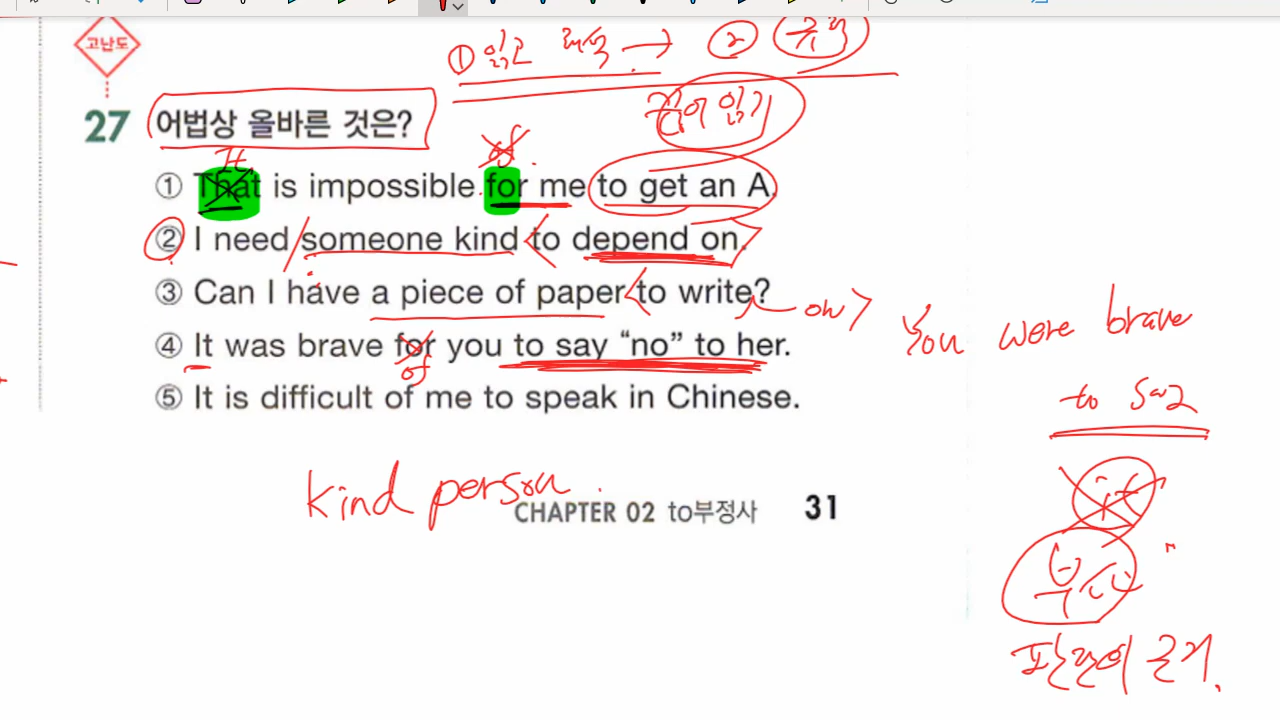 고난도
① 읽고 해석 → ②
끊어 읽기
27 어법상 올바른 것은?
It
of
① That is impossible for me to get an A.
② I need someone kind to depend on.
③ Can I have a piece of paper to write?
on
④ It was brave for you to say “no” to her.
of
You were brave
to say
⑤ It is difficult of me to speak in Chinese.
it
kind person.
부사
판단의 근거.
CHAPTER 02 to부정사 31